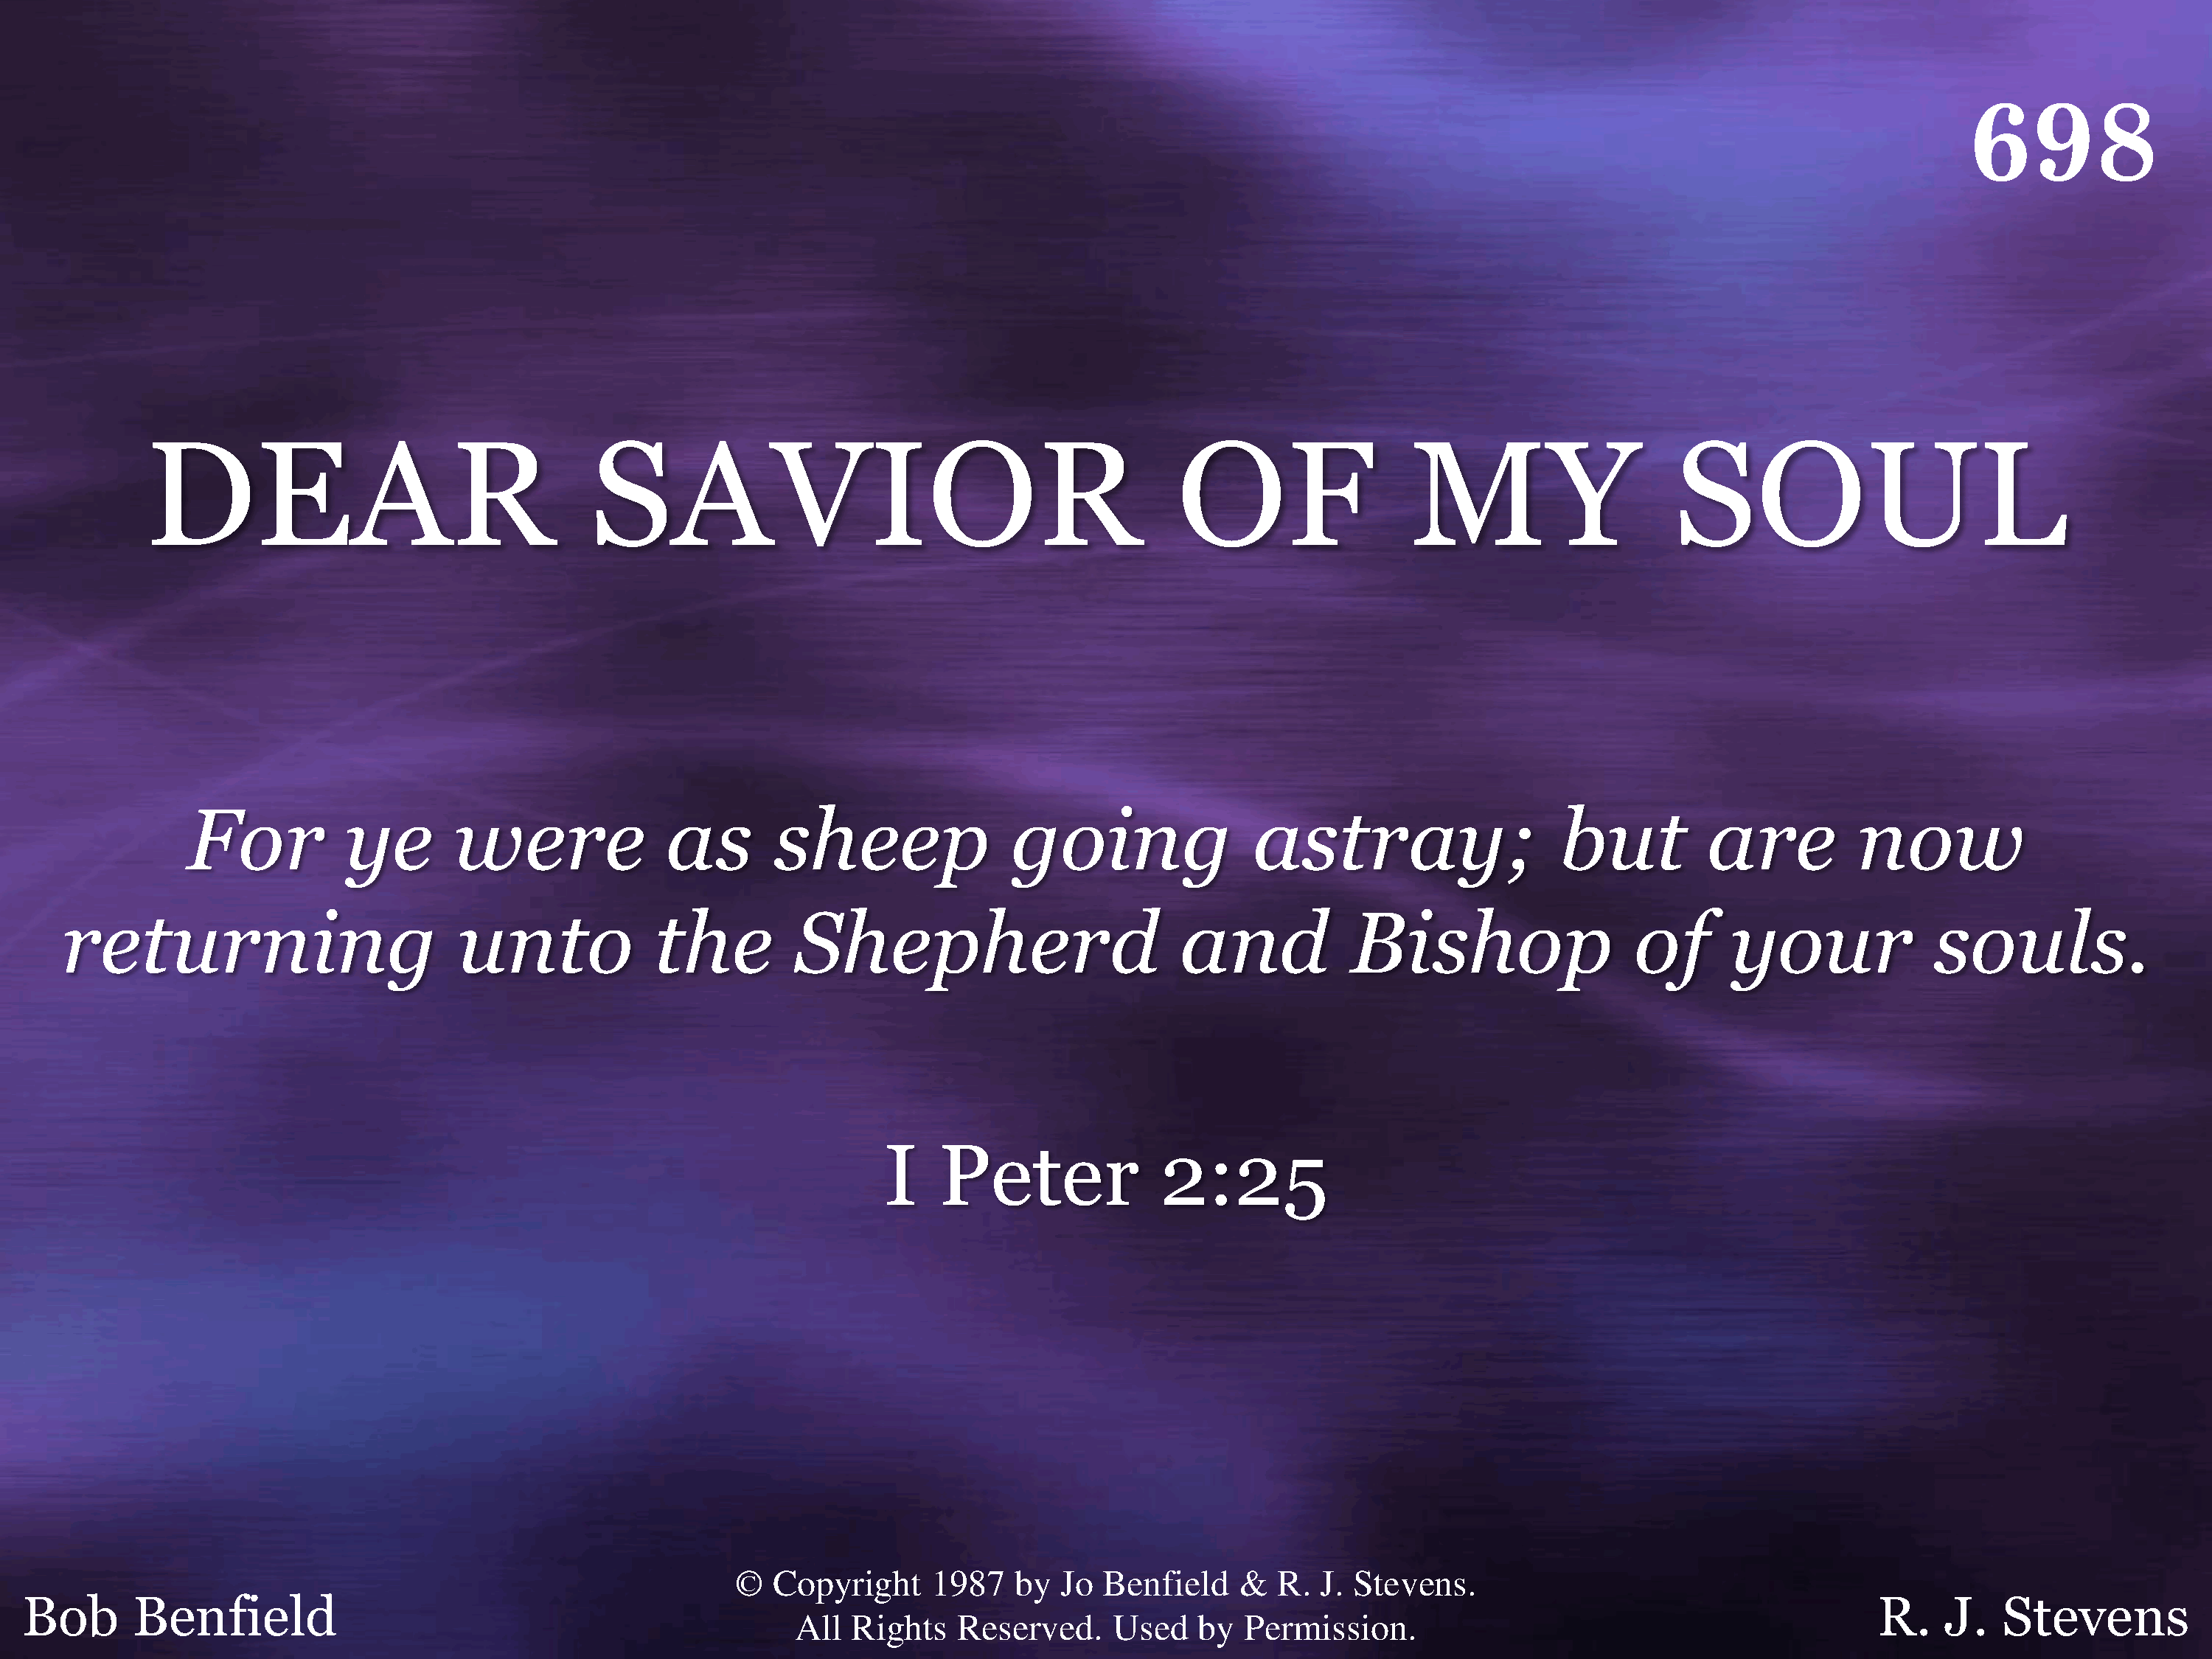 698
DEAR SAVIOR OF MY SOUL
For ye were as sheep going astray; but are now
returning unto the Shepherd and Bishop of your souls.
I Peter 2:25
Bob Benfield
© Copyright 1987 by Jo Benfield & R. J. Stevens.
All Rights Reserved. Used by Permission.
R. J. Stevens